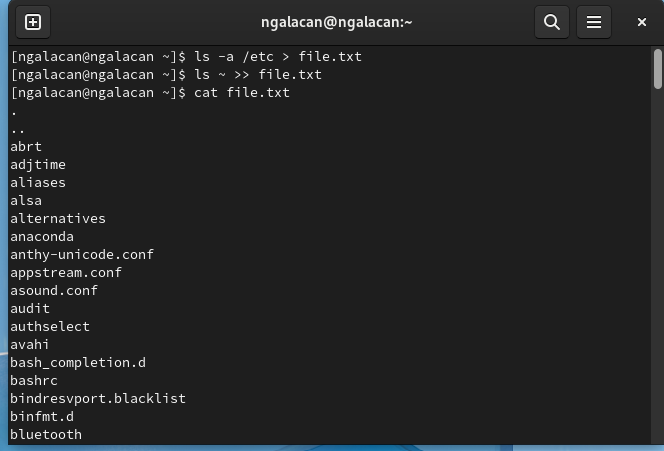 ngalacan@ngalacan:~
[ngalacan@ngalacan ~]$ ls -a /etc > file.txt
[ngalacan@ngalacan ~]$ ls ~ >> file.txt
[ngalacan@ngalacan ~]$ cat file.txt
.
..
abrt
adjtime
aliases
alsa
alternatives
anaconda
anthy-unicode.conf
appstream.conf
asound.conf
audit
authselect
avahi
bash_completion.d
bashrc
bindresvport.blacklist
binfmt.d
bluetooth